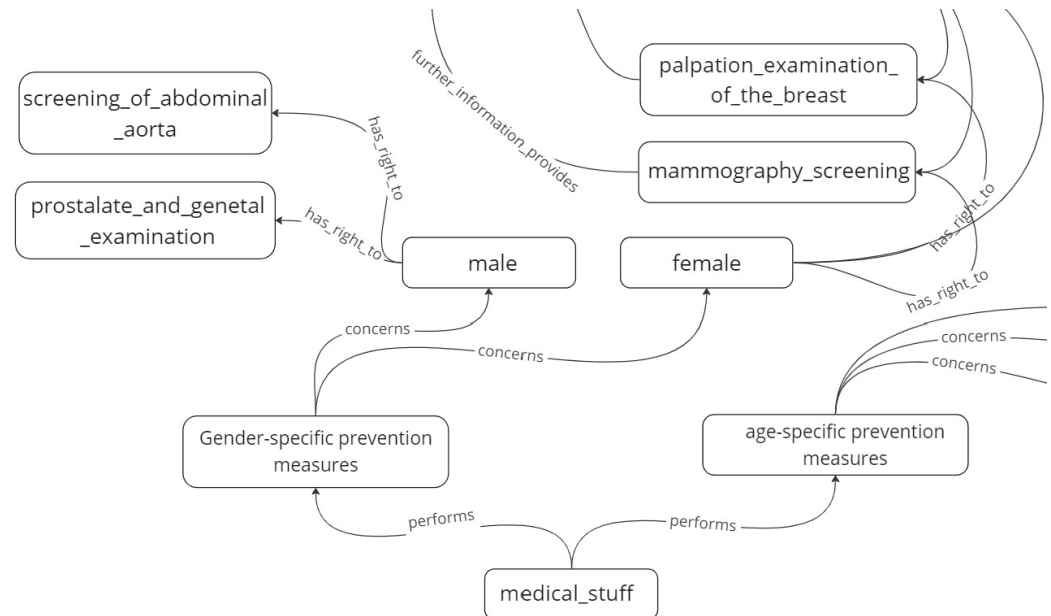 palpation_examination_
of_the_breast
screening_of_abdominal
_aorta
further_information_provides
has_right_to
mammography_screening
prostalate_and_genetal
_examination
has_right_to
has_right_to
male
female
has_right_to
concerns
concerns
concerns
concerns
Gender-specific prevention
measures
age-specific prevention
measures
performs
performs
medical_stuff